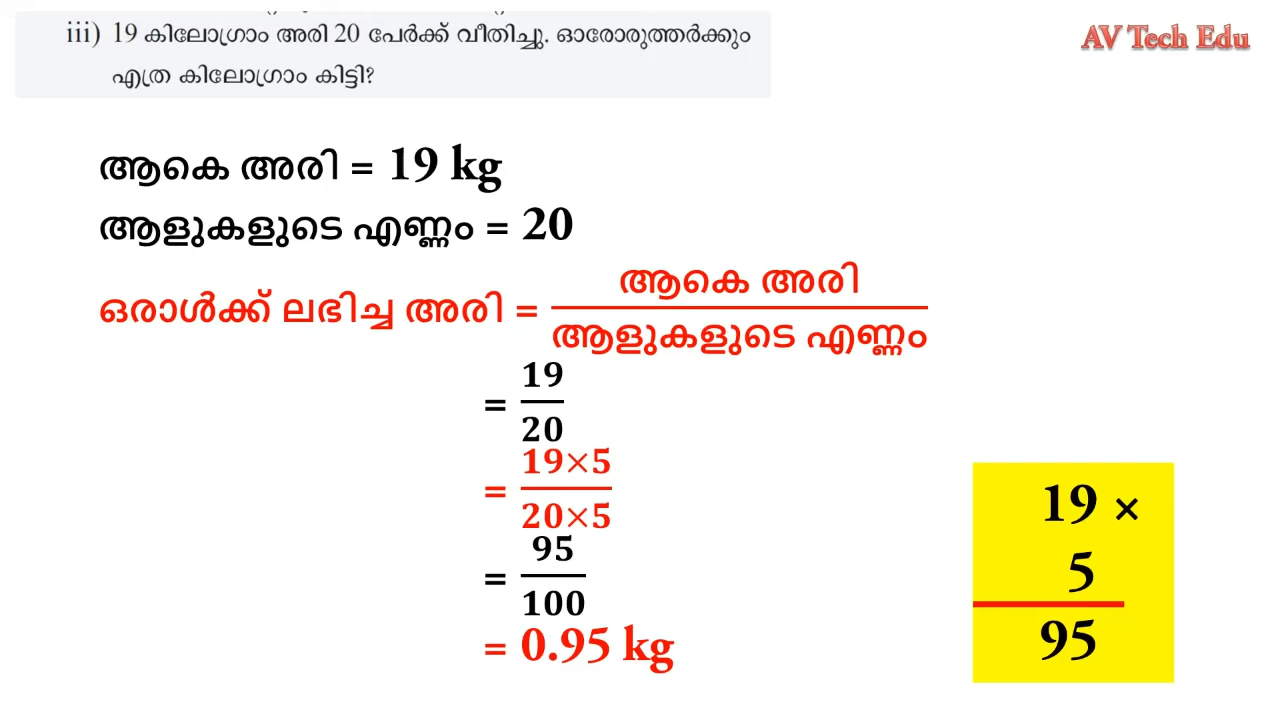 iii) 19 കിലോഗ്രാം അരി 20 പേർക്ക് വീതിച്ചു. ഓരോരുത്തർക്കും
എത്ര കിലോഗ്രാം കിട്ടി?
AV Tech Edu
ആകെ അരി = 19 kg
ആളുകളുടെ എണ്ണം = 20
ഒരാൾക്ക് ലഭിച്ച അരി = ആകെ അരി / ആളുകളുടെ എണ്ണം
= 19/20
= 19×5/20×5
= 95/100
= 0.95 kg
19 ×
5
95